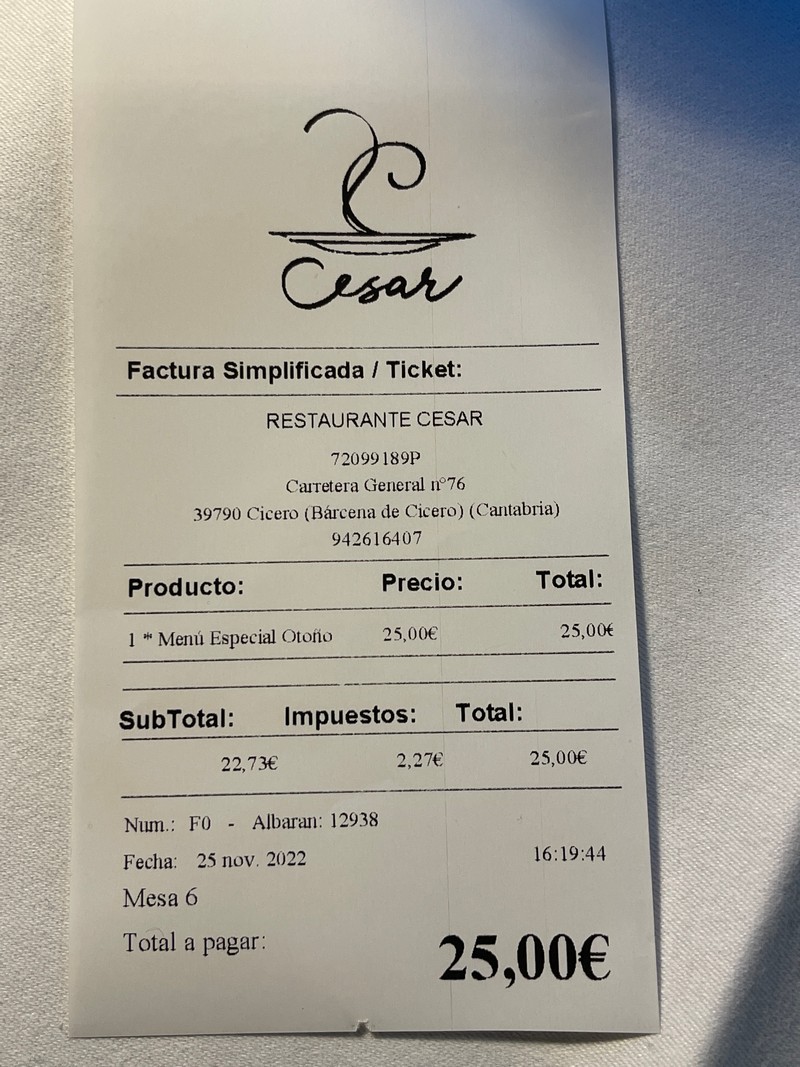 Cesar
Factura Simplificada / Ticket:
RESTAURANTE CESAR
72099189P
Carretera General nº76
39790 Cicero (Bárcena de Cicero) (Cantabria)
942616407
Producto: Precio: Total:
1 * Menú Especial Otoño 25,00€ 25,00€
SubTotal: Impuestos: Total:
22,73€ 2,27€ 25,00€
Num.: F0 - Albaran: 12938
Fecha: 25 nov. 2022 16:19:44
Mesa 6
Total a pagar: 25,00€